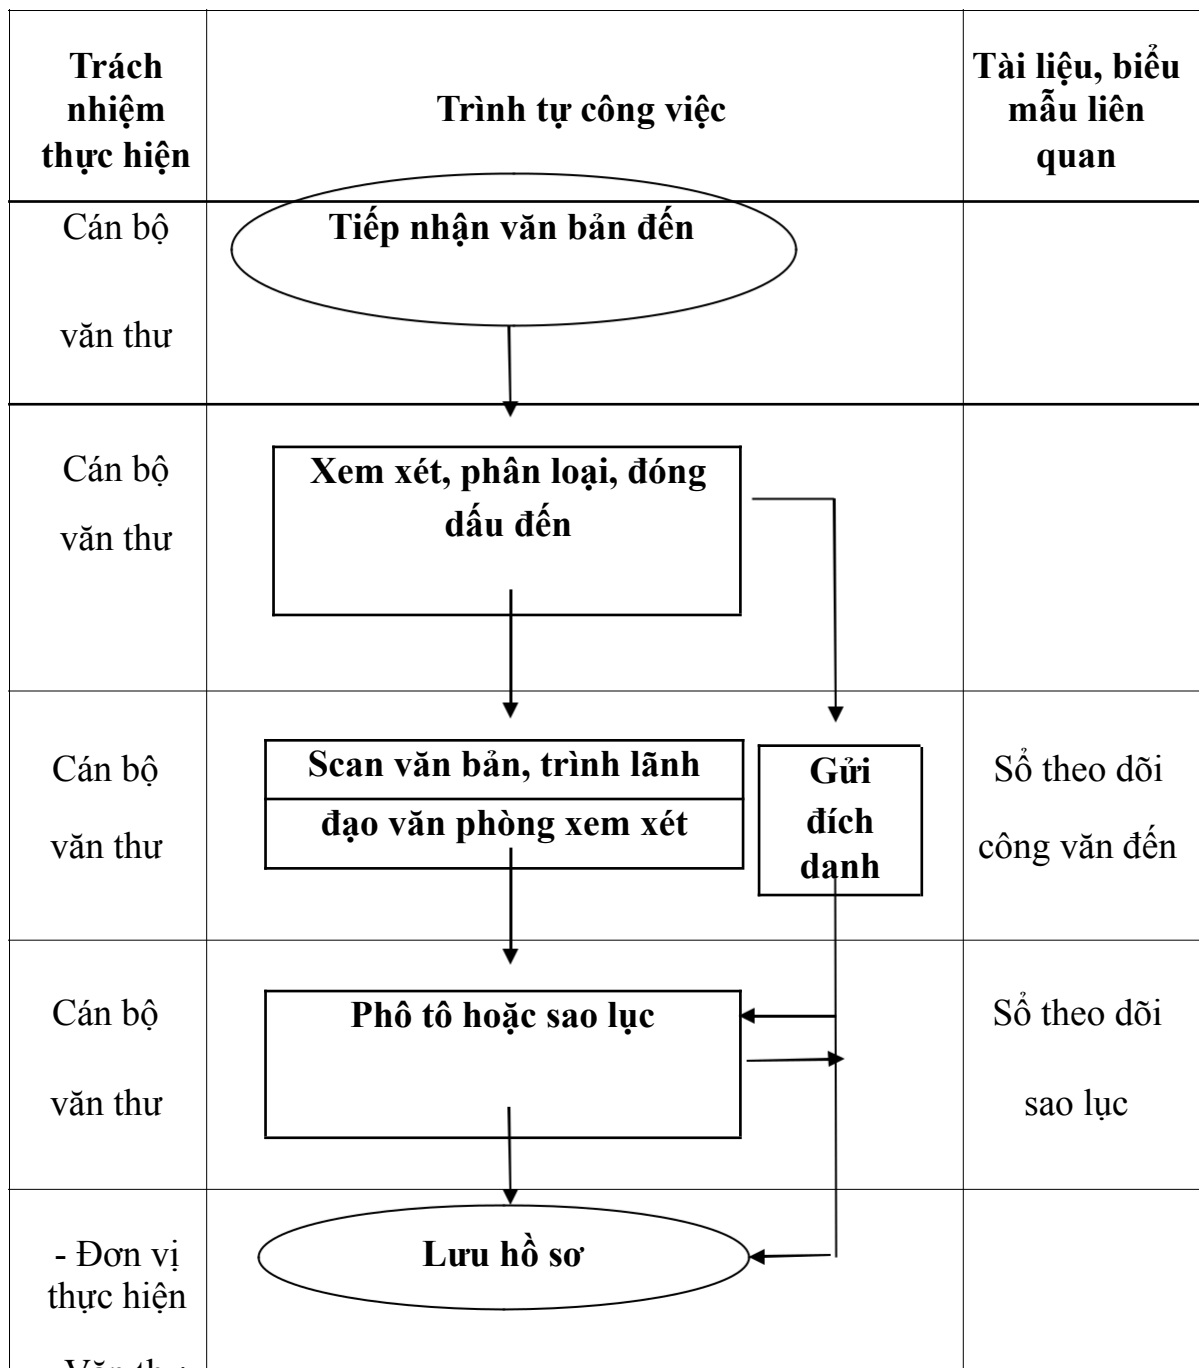 Trách
nhiệm
thực hiện
Trình tự công việc
Tài liệu, biểu
mẫu liên
quan
Cán bộ
văn thư
Tiếp nhận văn bản đến
Cán bộ
văn thư
Xem xét, phân loại, đóng
dấu đến
Cán bộ
văn thư
Scan văn bản, trình lãnh
đạo văn phòng xem xét
Gửi
đích
danh
Sổ theo dõi
công văn đến
Cán bộ
văn thư
Phô tô hoặc sao lục
Sổ theo dõi
sao lục
- Đơn vị
thực hiện
Lưu hồ sơ
- Văn thư